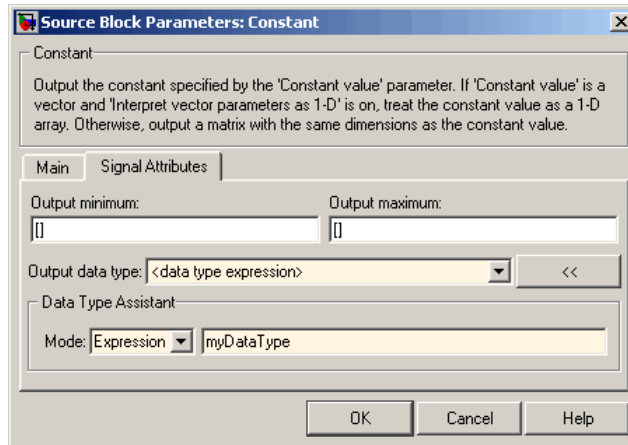 Source Block Parameters: Constant
Constant
Output the constant specified by the 'Constant value' parameter. If 'Constant value' is a
vector and 'Interpret vector parameters as 1-D' is on, treat the constant value as a 1-D
array. Otherwise, output a matrix with the same dimensions as the constant value.
Main Signal Attributes
Output minimum: Output maximum:
[] []
Output data type: <data type expression> <<
Data Type Assistant
Mode: Expression myDataType
OK Cancel Help